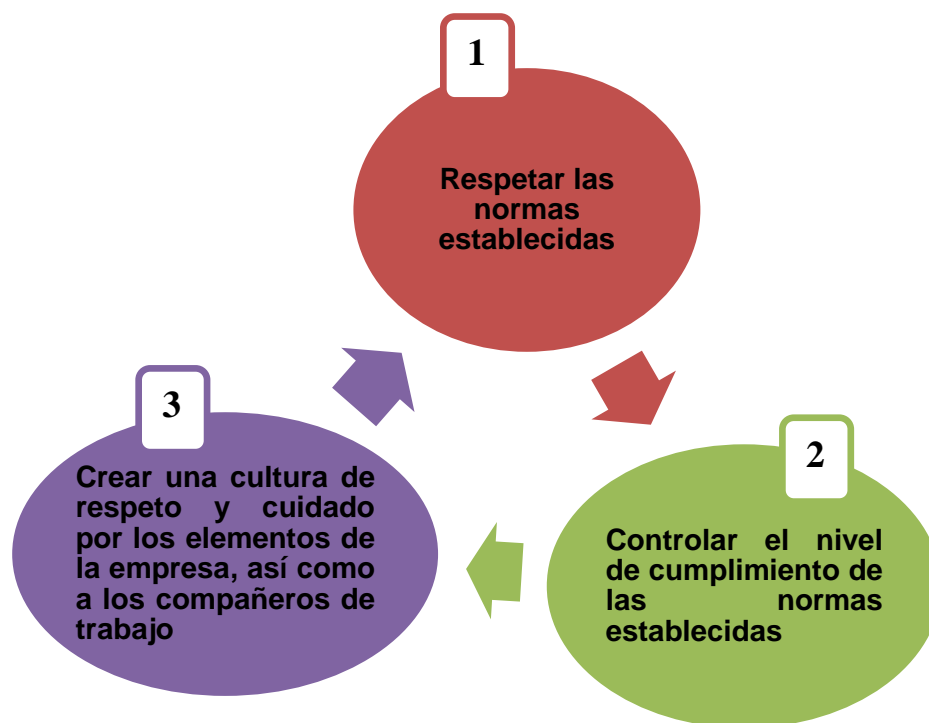 1
Respetar las
normas
establecidas
2
Controlar el nivel
de cumplimiento de
las normas
establecidas
3
Crear una cultura de
respeto y cuidado
por los elementos de
la empresa, así como
a los compañeros de
trabajo